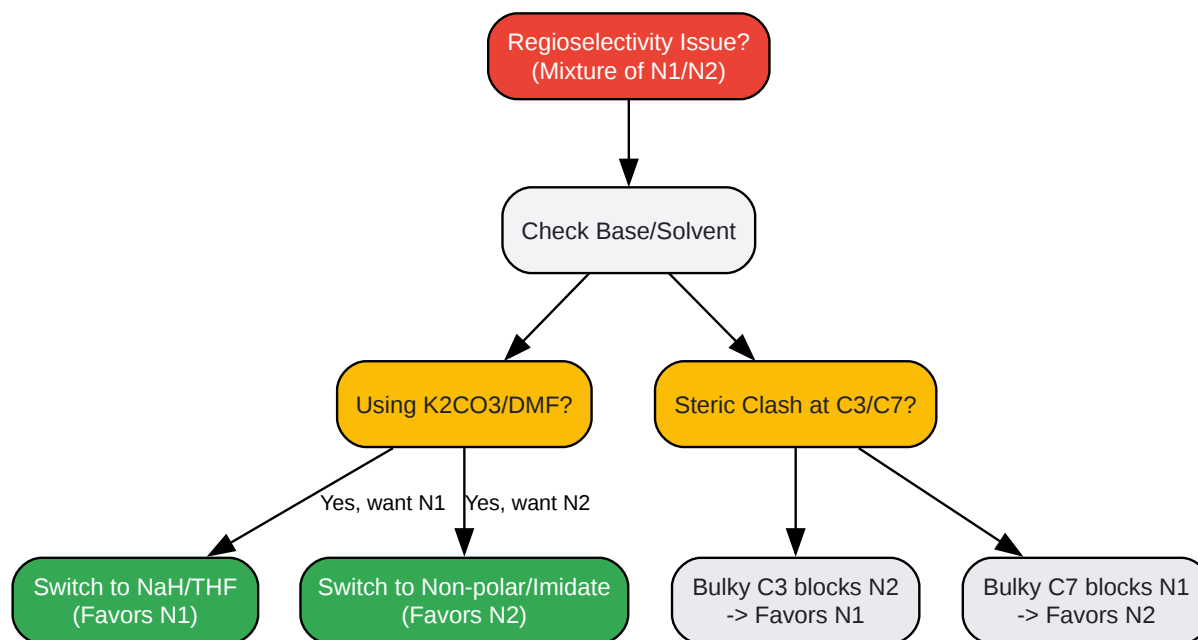 Regioselectivity Issue?
(Mixture of N1/N2)
Check Base/Solvent
Using K2CO3/DMF?
Steric Clash at C3/C7?
Yes, want N1
Yes, want N2
Switch to NaH/THF
(Favors N1)
Switch to Non-polar/Imidate
(Favors N2)
Bulky C3 blocks N2
-> Favors N1
Bulky C7 blocks N1
-> Favors N2